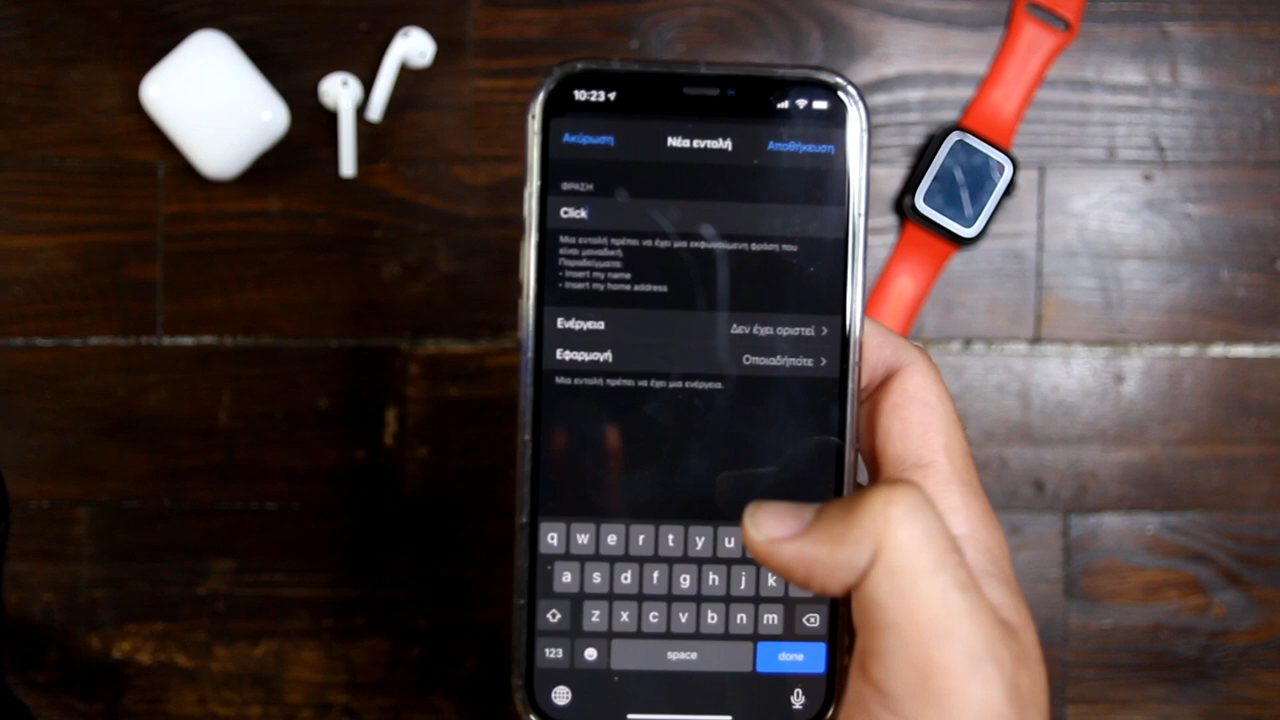 10:23
Ακύρωση Νέα εντολή Αποθήκευση
ΦΡΑΣΗ
Click
Μια εντολή πρέπει να έχει μια εκφωνούμενη φράση που
είναι μοναδική.
Παραδείγματα:
- Insert my name
- Insert my home address
Ενέργεια Δεν έχει οριστεί
Εφαρμογή Οποιαδήποτε
Μια εντολή πρέπει να έχει μια ενέργεια.
q w e r t y u
a s d f g h j k
z x c v b n m
123 space done